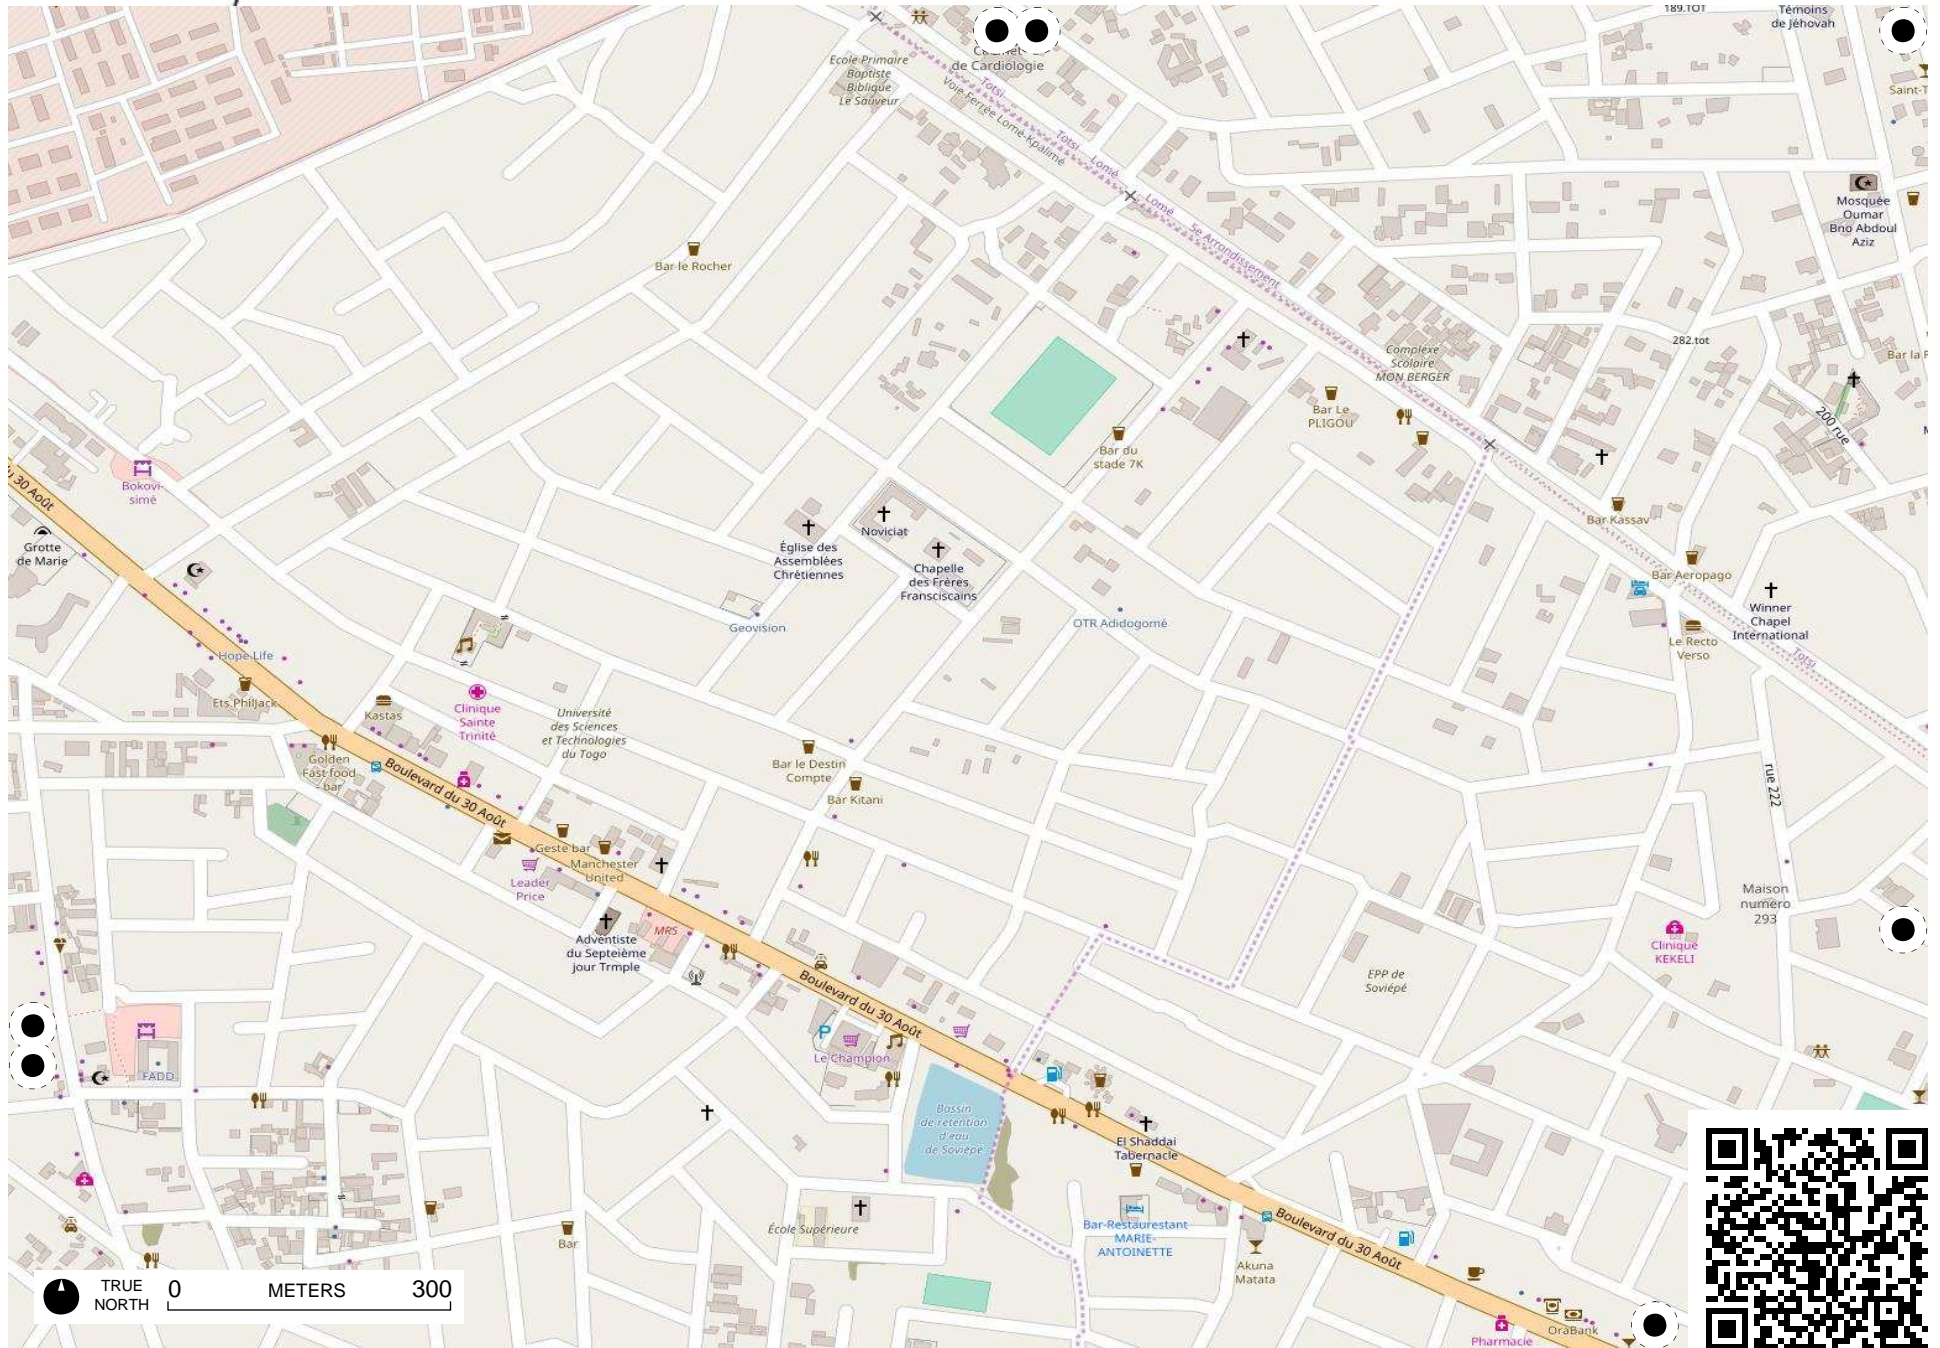 189.TOT
Témoins
de Jéhovah
de Cardiologie
Ecole Primaire
Baptiste
Biblique
Le Sauveur
Totsi
Voie Ferrée Lomé-Kpalimé
Totsi
Lomé
Lomé
5e Arrondissement
Mosquée
Oumar
Bno Abdoul
Aziz
Bar le Rocher
282.tot
Complexe
Scolaire
MON BERGER
Bar Le
PLIGOU
200 rue
Bar du
stade 7K
Bokovi-
simé
30 Août
Grotte
de Marie
Noviciat
Église des
Assemblées
Chrétiennes
Chapelle
des Frères
Fransciscains
Bar Kassav
Bar Aeropago
Winner
Chapel
International
Le Recto
Verso
Totsi
Geovision
OTR Adidogomé
Hope Life
Ets PhilJack
Kastas
Clinique
Sainte
Trinité
Université
des Sciences
et Technologies
du Togo
Golden
Fast food
bar
Boulevard du 30 Août
Bar le Destin
Compte
Bar Kitani
rue 222
Geste bar
Manchester
United
Leader
Price
MRS
Adventiste
du Septeième
jour Trmple
Maison
numero
293
Clinique
KEKELI
EPP de
Soviépé
Boulevard du 30 Août
P
Le Champion
FADD
Bassin
de retention
d'eau
de Soviépé
El Shaddai
Tabernacle
École Supérieure
Bar
Bar-Restaurestant
MARIE-
ANTOINETTE
Akuna
Matata
Boulevard du 30 Août
OraBank
Pharmacie
TRUE
NORTH
0 METERS 300